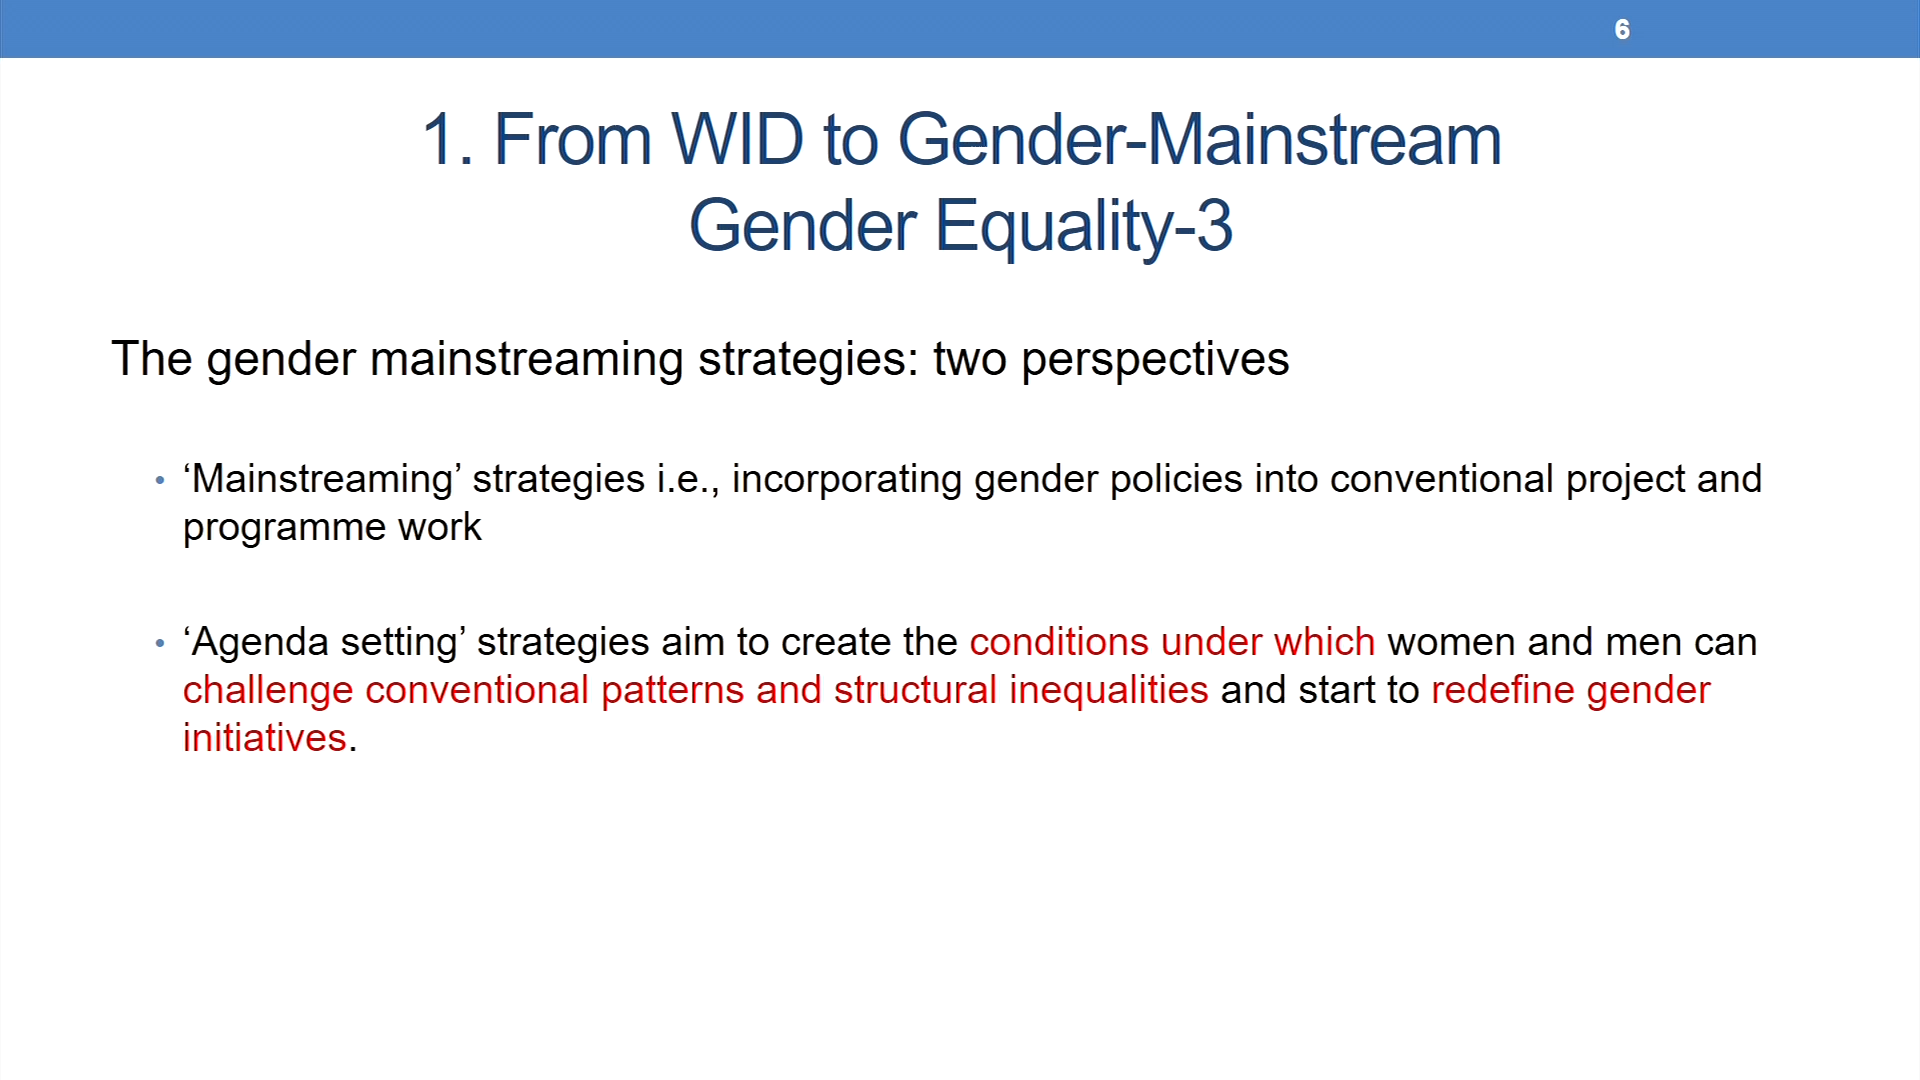 6
1. From WID to Gender-Mainstream
Gender Equality-3
The gender mainstreaming strategies: two perspectives
• ‘Mainstreaming’ strategies i.e., incorporating gender policies into conventional project and
programme work
• ‘Agenda setting’ strategies aim to create the conditions under which women and men can
challenge conventional patterns and structural inequalities and start to redefine gender
initiatives.